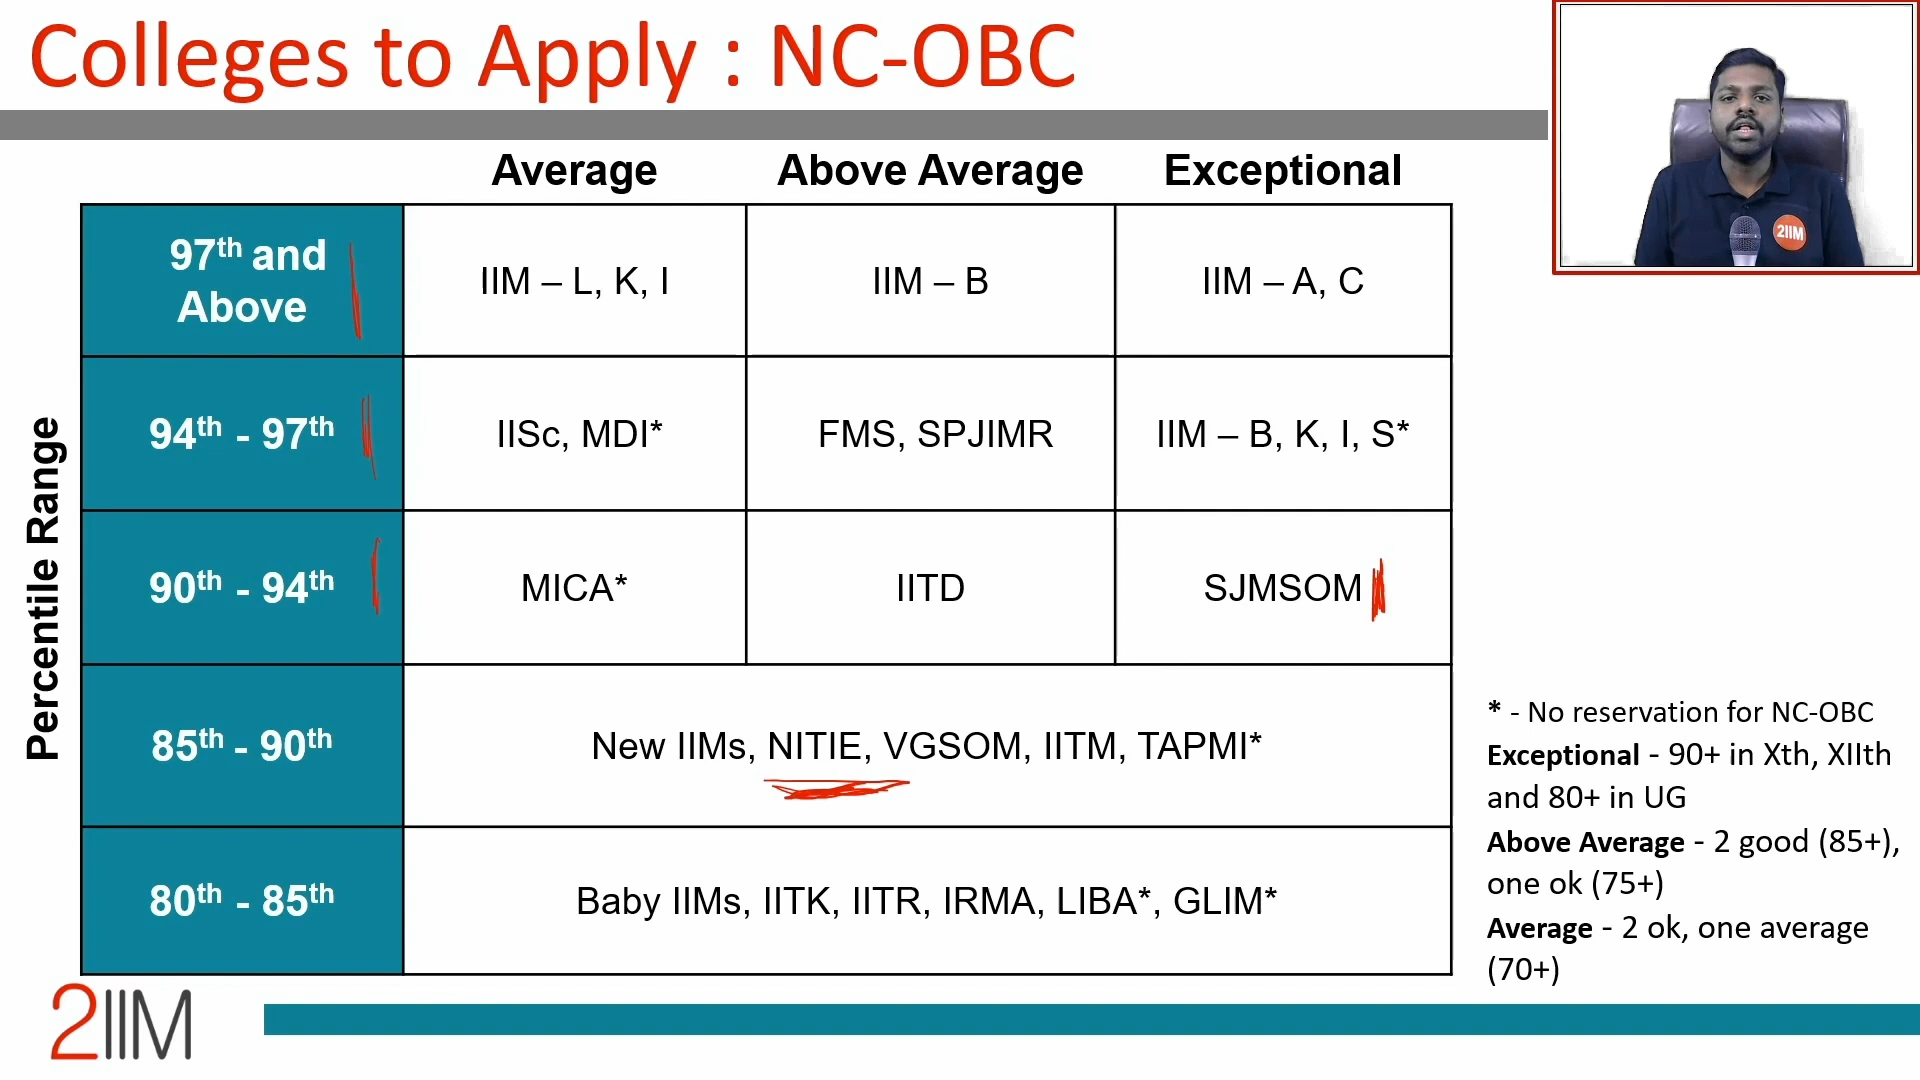 Colleges to Apply : NC-OBC
Average Above Average Exceptional
Percentile Range
97th and
Above
IIM – L, K, I
IIM – B
IIM – A, C
94th - 97th
IISc, MDI*
FMS, SPJIMR
IIM – B, K, I, S*
90th - 94th
MICA*
IITD
SJMSOM
85th - 90th
New IIMs, NITIE, VGSOM, IITM, TAPMI*
80th - 85th
Baby IIMs, IITK, IITR, IRMA, LIBA*, GLIM*
* - No reservation for NC-OBC
Exceptional - 90+ in Xth, XIIth
and 80+ in UG
Above Average - 2 good (85+),
one ok (75+)
Average - 2 ok, one average
(70+)
2IIM
2IIM